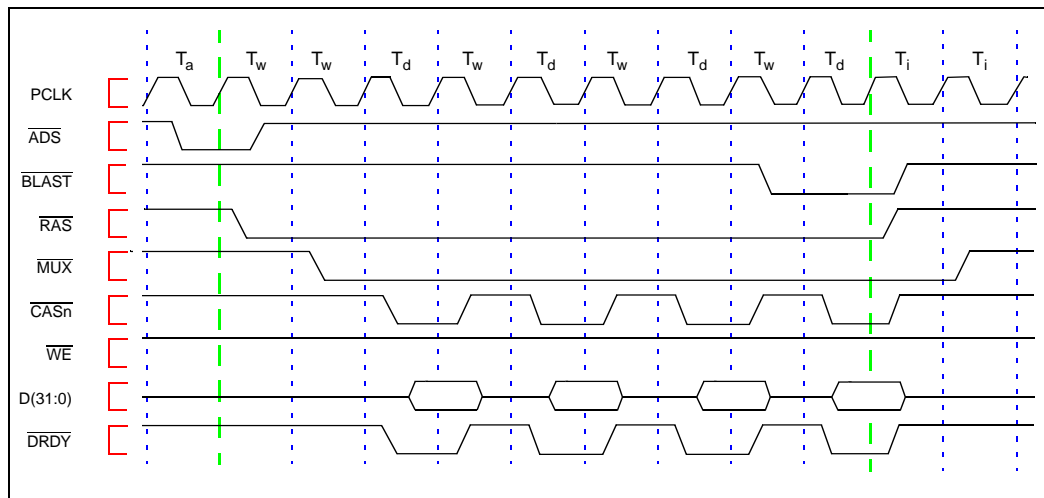 Ta Tw Tw Td Tw Td Tw Td Tw Td Ti Ti
PCLK
ADS
BLAST
RAS
MUX
CASn
WE
D(31:0)
DRDY